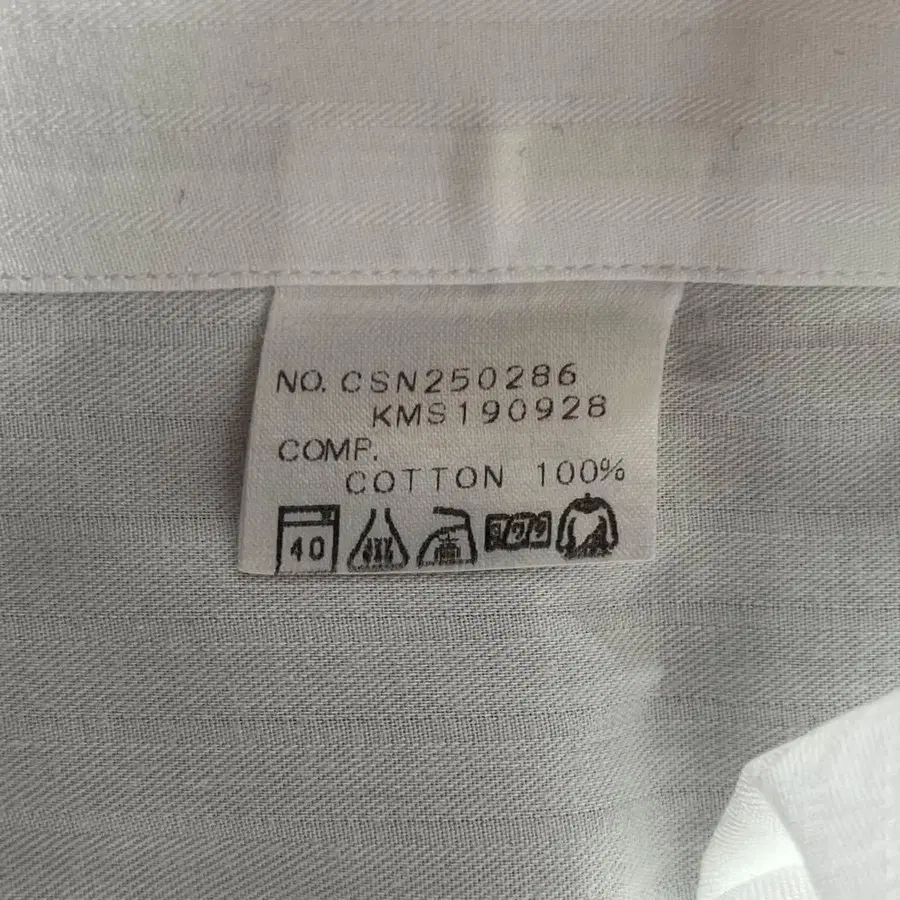 NO. CSN250286
KMS190928
COMP.
COTTON 100%
40